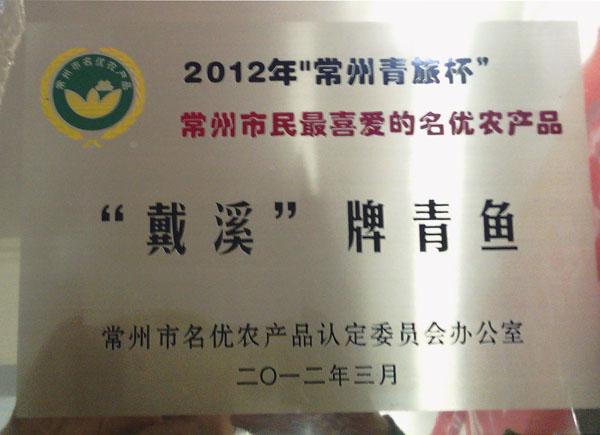 常州市名优农产品
2012年"常州青旅杯"
常州市民最喜爱的名优农产品
“戴溪”牌青鱼
常州市名优农产品认定委员会办公室
二〇一二年三月